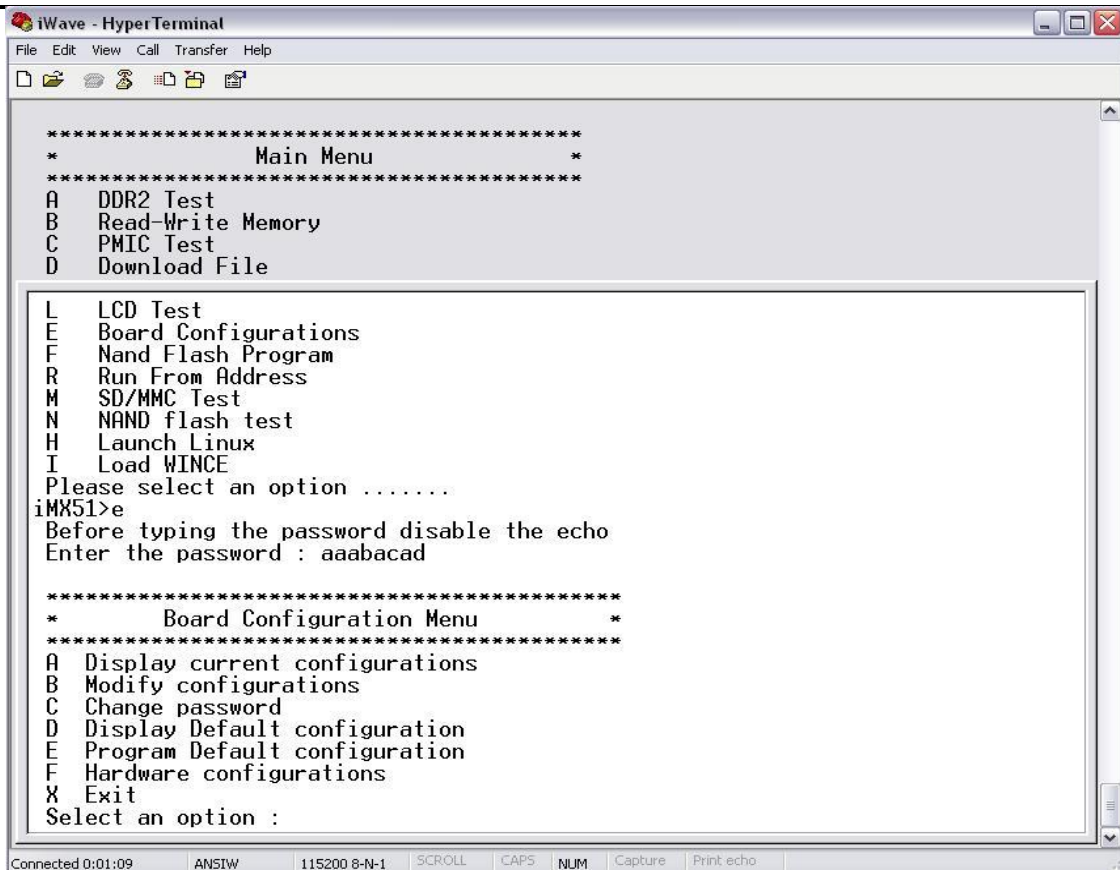 iWave - HyperTerminal
File Edit View Call Transfer Help
*****************************************
* Main Menu *
*****************************************
A DDR2 Test
B Read-Write Memory
C PMIC Test
D Download File
L LCD Test
E Board Configurations
F Nand Flash Program
R Run From Address
M SD/MMC Test
N NAND flash test
H Launch Linux
I Load WINCE
Please select an option .......
iMX51>e
Before typing the password disable the echo
Enter the password : aaabacad
********************************************
* Board Configuration Menu *
********************************************
A Display current configurations
B Modify configurations
C Change password
D Display Default configuration
E Program Default configuration
F Hardware configurations
X Exit
Select an option :
Connected 0:01:09 ANSIW 115200 8-N-1 SCROLL CAPS NUM Capture Print echo